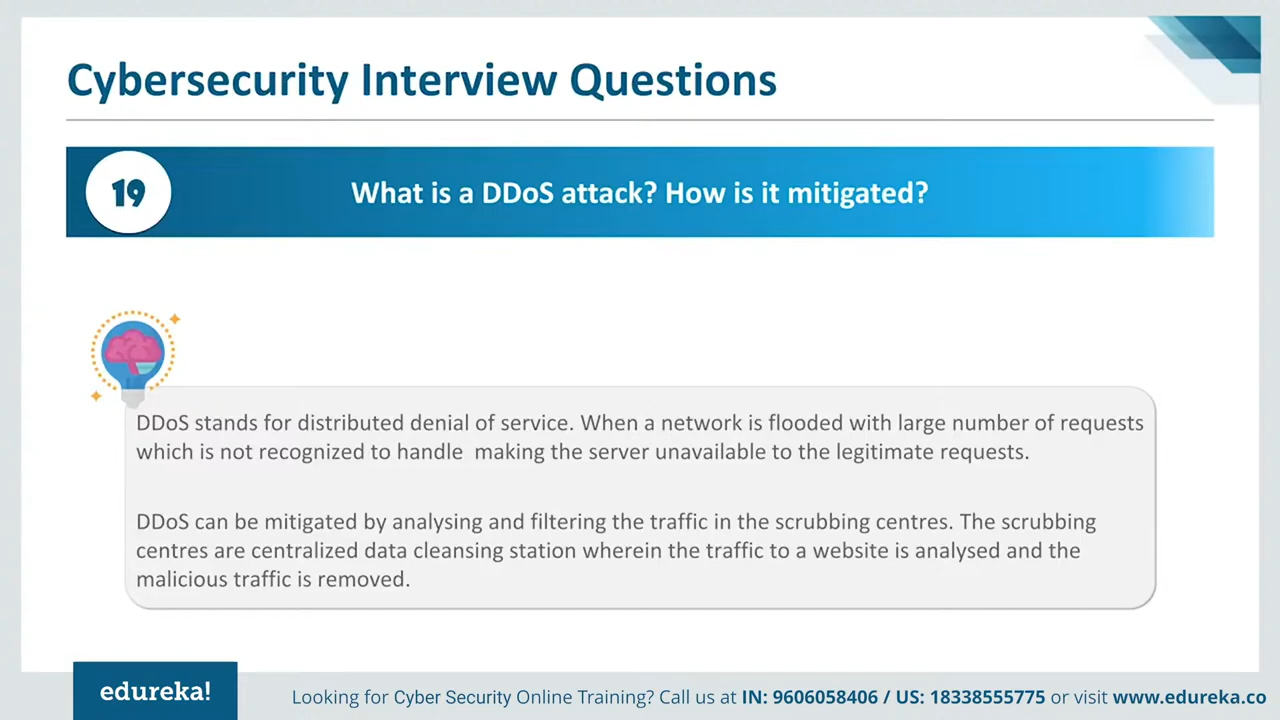 Cybersecurity Interview Questions
19
What is a DDoS attack? How is it mitigated?
DDoS stands for distributed denial of service. When a network is flooded with large number of requests
which is not recognized to handle making the server unavailable to the legitimate requests.
DDoS can be mitigated by analysing and filtering the traffic in the scrubbing centres. The scrubbing
centres are centralized data cleansing station wherein the traffic to a website is analysed and the
malicious traffic is removed.
edureka!
Looking for Cyber Security Online Training? Call us at IN: 9606058406 / US: 18338555775 or visit www.edureka.co